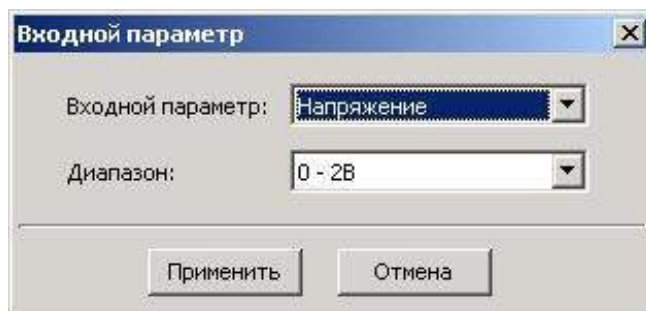 Входной параметр
Входной параметр: Напряжение
Диапазон: 0 - 2В
Применить Отмена